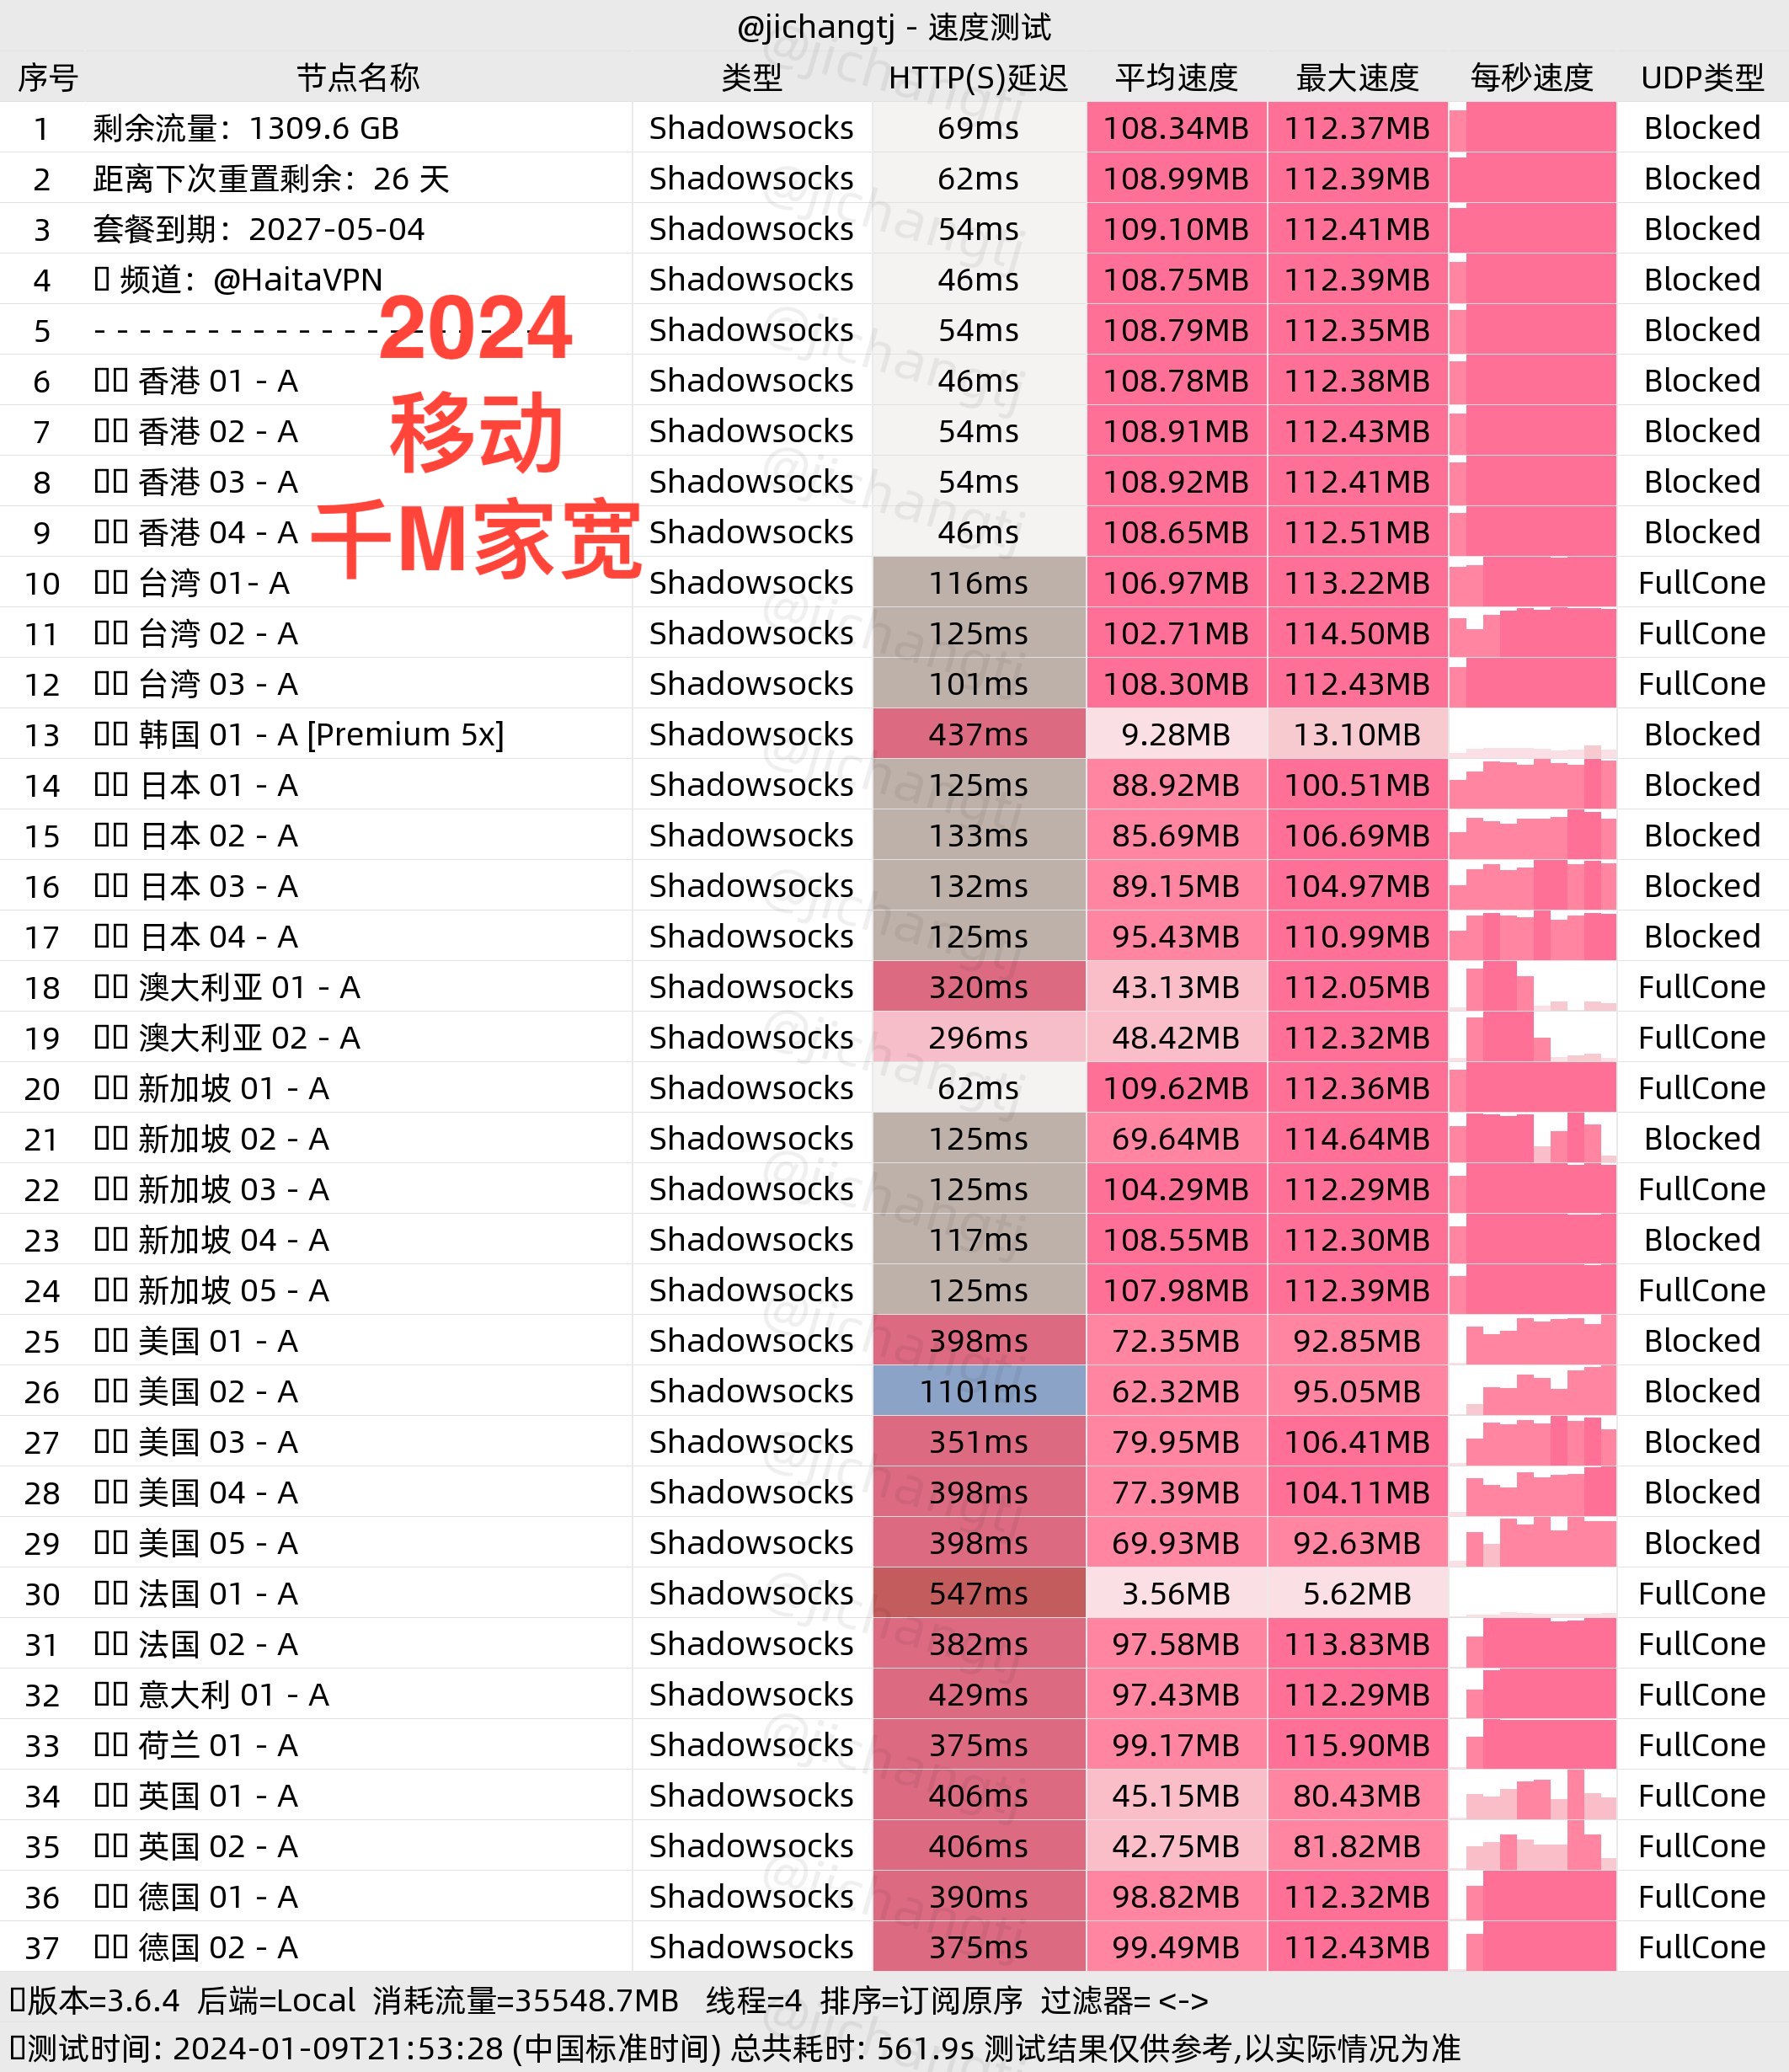 @jichangtj - 速度测试
序号 节点名称 类型 HTTP(S)延迟 平均速度 最大速度 每秒速度 UDP类型
1 剩余流量：1309.6 GB Shadowsocks 69ms 108.34MB 112.37MB Blocked
2 距离下次重置剩余：26 天 Shadowsocks 62ms 108.99MB 112.39MB Blocked
3 套餐到期：2027-05-04 Shadowsocks 54ms 109.10MB 112.41MB Blocked
4 频道：@HaitaVPN Shadowsocks 46ms 108.75MB 112.39MB Blocked
5 - - - - - - - - - - - - - - - - - - - - Shadowsocks 54ms 108.79MB 112.35MB Blocked
2024
6 香港 01 - A Shadowsocks 46ms 108.78MB 112.38MB Blocked
7 香港 02 - A Shadowsocks 54ms 108.91MB 112.43MB Blocked
移动
8 香港 03 - A Shadowsocks 54ms 108.92MB 112.41MB Blocked
9 香港 04 - A Shadowsocks 46ms 108.65MB 112.51MB Blocked
千M家宽
10 台湾 01- A Shadowsocks 116ms 106.97MB 113.22MB FullCone
11 台湾 02 - A Shadowsocks 125ms 102.71MB 114.50MB FullCone
12 台湾 03 - A Shadowsocks 101ms 108.30MB 112.43MB FullCone
13 韩国 01 - A [Premium 5x] Shadowsocks 437ms 9.28MB 13.10MB Blocked
14 日本 01 - A Shadowsocks 125ms 88.92MB 100.51MB Blocked
15 日本 02 - A Shadowsocks 133ms 85.69MB 106.69MB Blocked
16 日本 03 - A Shadowsocks 132ms 89.15MB 104.97MB Blocked
17 日本 04 - A Shadowsocks 125ms 95.43MB 110.99MB Blocked
18 澳大利亚 01 - A Shadowsocks 320ms 43.13MB 112.05MB FullCone
19 澳大利亚 02 - A Shadowsocks 296ms 48.42MB 112.32MB FullCone
20 新加坡 01 - A Shadowsocks 62ms 109.62MB 112.36MB FullCone
21 新加坡 02 - A Shadowsocks 125ms 69.64MB 114.64MB Blocked
22 新加坡 03 - A Shadowsocks 125ms 104.29MB 112.29MB FullCone
23 新加坡 04 - A Shadowsocks 117ms 108.55MB 112.30MB Blocked
24 新加坡 05 - A Shadowsocks 125ms 107.98MB 112.39MB FullCone
25 美国 01 - A Shadowsocks 398ms 72.35MB 92.85MB Blocked
26 美国 02 - A Shadowsocks 1101ms 62.32MB 95.05MB Blocked
27 美国 03 - A Shadowsocks 351ms 79.95MB 106.41MB Blocked
28 美国 04 - A Shadowsocks 398ms 77.39MB 104.11MB Blocked
29 美国 05 - A Shadowsocks 398ms 69.93MB 92.63MB Blocked
30 法国 01 - A Shadowsocks 547ms 3.56MB 5.62MB FullCone
31 法国 02 - A Shadowsocks 382ms 97.58MB 113.83MB FullCone
32 意大利 01 - A Shadowsocks 429ms 97.43MB 112.29MB FullCone
33 荷兰 01 - A Shadowsocks 375ms 99.17MB 115.90MB FullCone
34 英国 01 - A Shadowsocks 406ms 45.15MB 80.43MB FullCone
35 英国 02 - A Shadowsocks 406ms 42.75MB 81.82MB FullCone
36 德国 01 - A Shadowsocks 390ms 98.82MB 112.32MB FullCone
37 德国 02 - A Shadowsocks 375ms 99.49MB 112.43MB FullCone
版本=3.6.4 后端=Local 消耗流量=35548.7MB 线程=4 排序=订阅原序 过滤器= <->
测试时间: 2024-01-09T21:53:28 (中国标准时间) 总共耗时: 561.9s 测试结果仅供参考,以实际情况为准